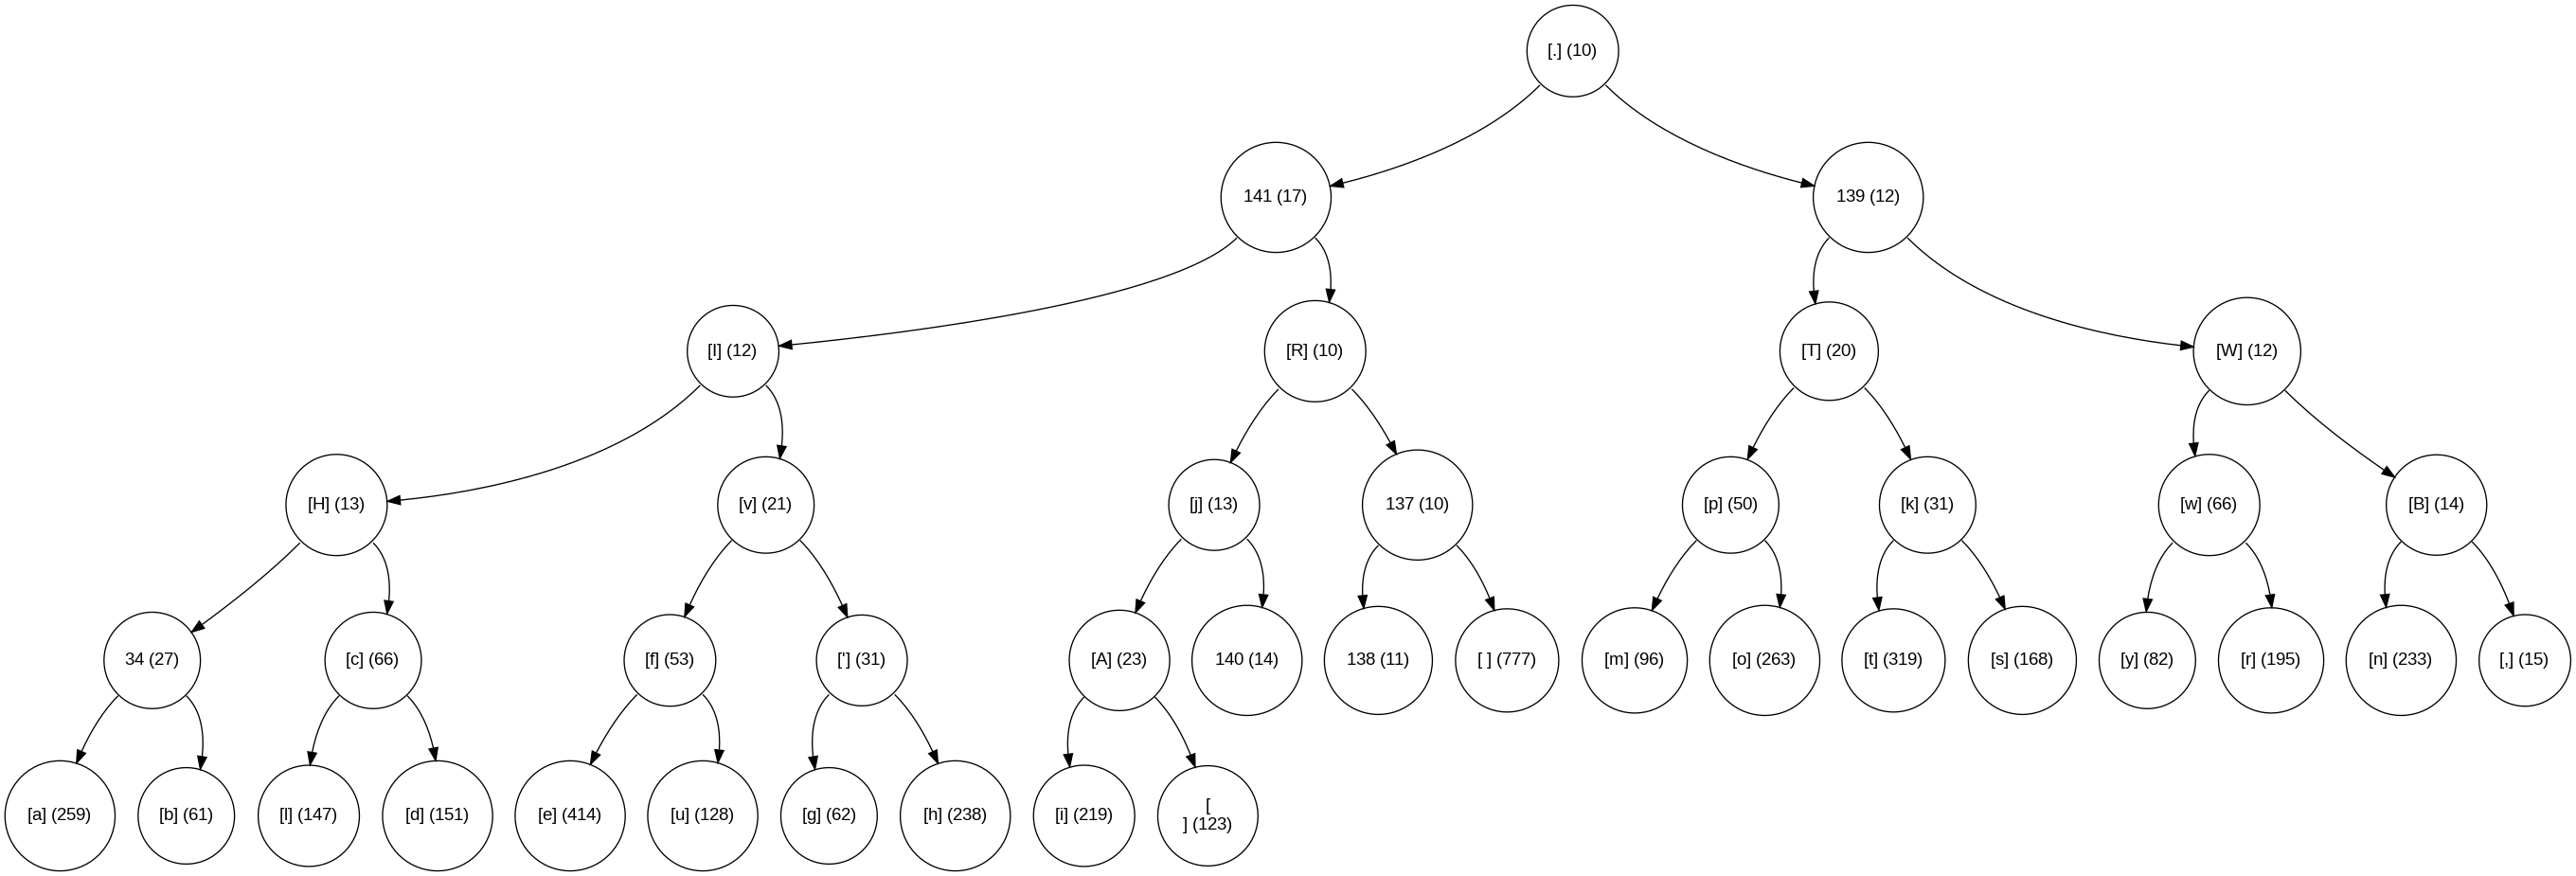 [.] (10)
141 (17)
139 (12)
[I] (12)
[R] (10)
[T] (20)
[W] (12)
[H] (13)
[v] (21)
[j] (13)
137 (10)
[p] (50)
[k] (31)
[w] (66)
[B] (14)
34 (27)
[c] (66)
[f] (53)
['] (31)
[A] (23)
140 (14)
138 (11)
[ ] (777)
[m] (96)
[o] (263)
[t] (319)
[s] (168)
[y] (82)
[r] (195)
[n] (233)
[,] (15)
[a] (259)
[b] (61)
[l] (147)
[d] (151)
[e] (414)
[u] (128)
[g] (62)
[h] (238)
[i] (219)
[
] (123)